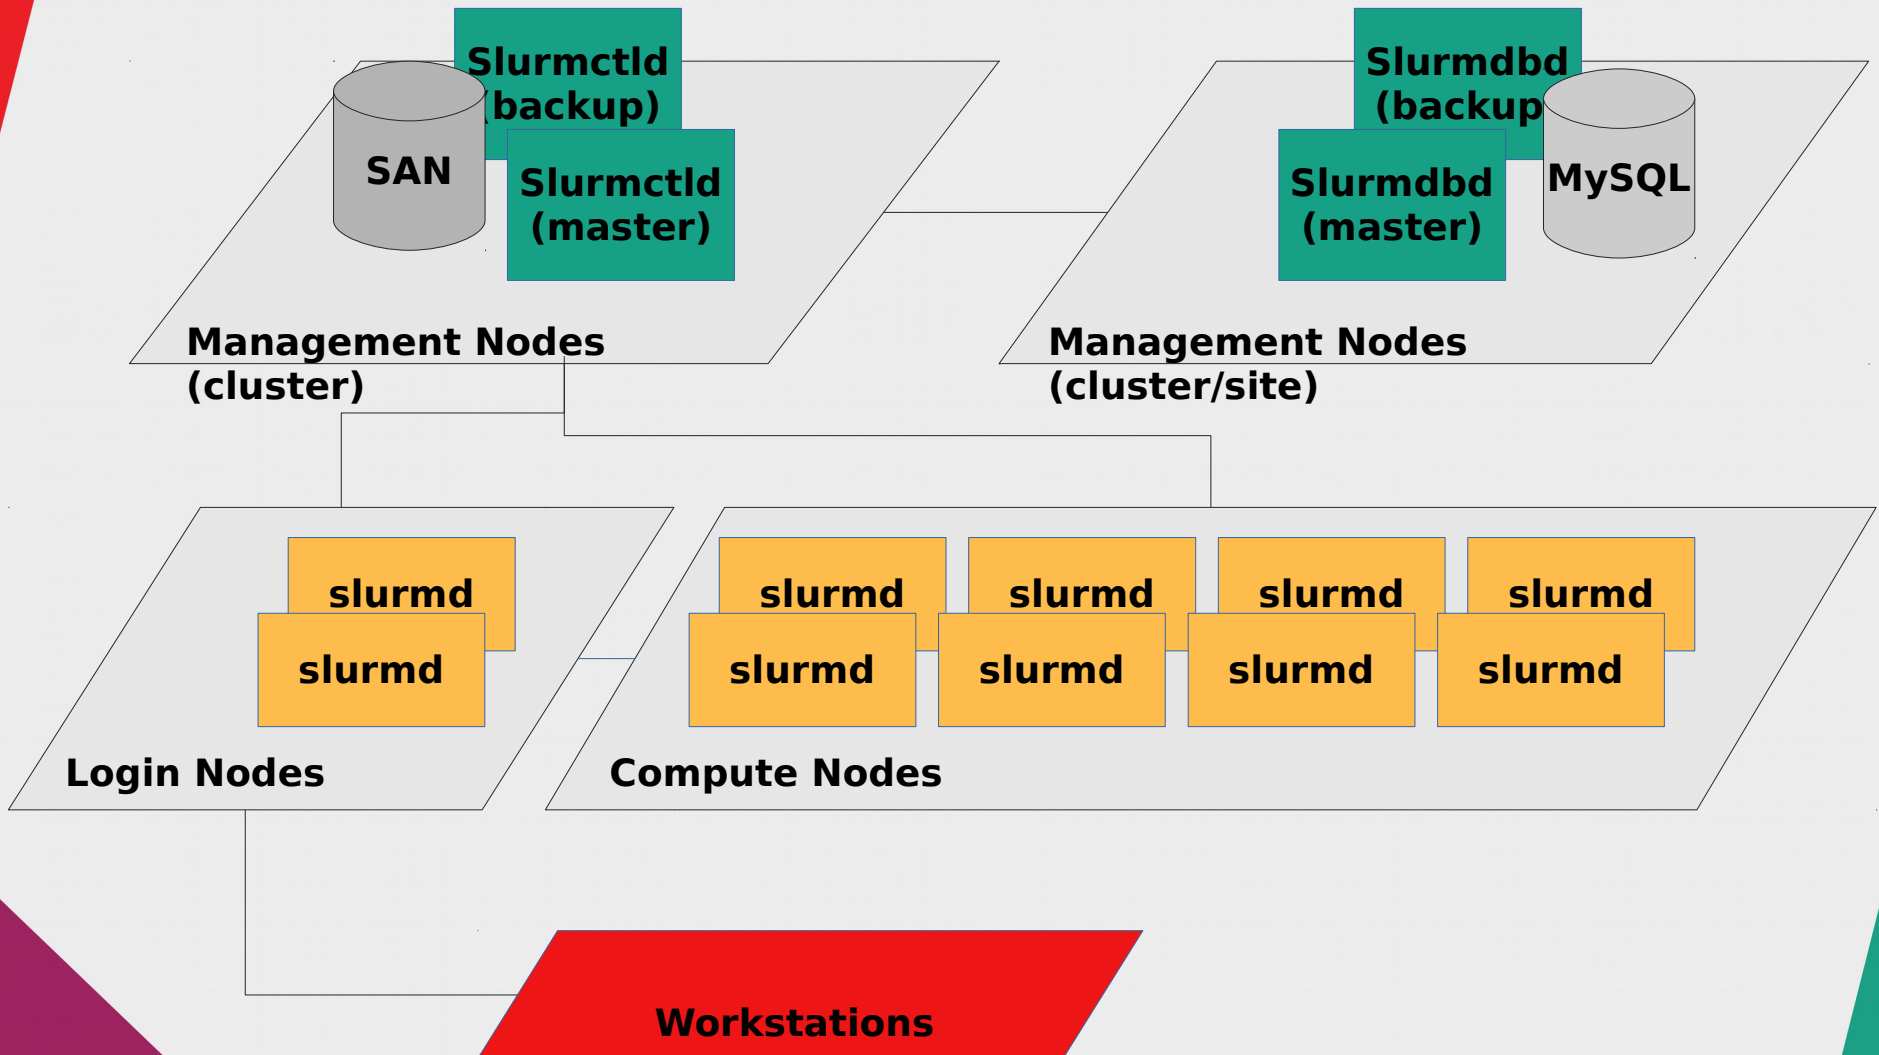 Slurmctld
(backup)
SAN
Slurmctld
(master)
Management Nodes
(cluster)
Slurmdbd
(backup
Slurmdbd
(master)
MySQL
Management Nodes
(cluster/site)
slurmd
slurmd
Login Nodes
slurmd
slurmd
slurmd
slurmd
slurmd
slurmd
slurmd
slurmd
Compute Nodes
Workstations